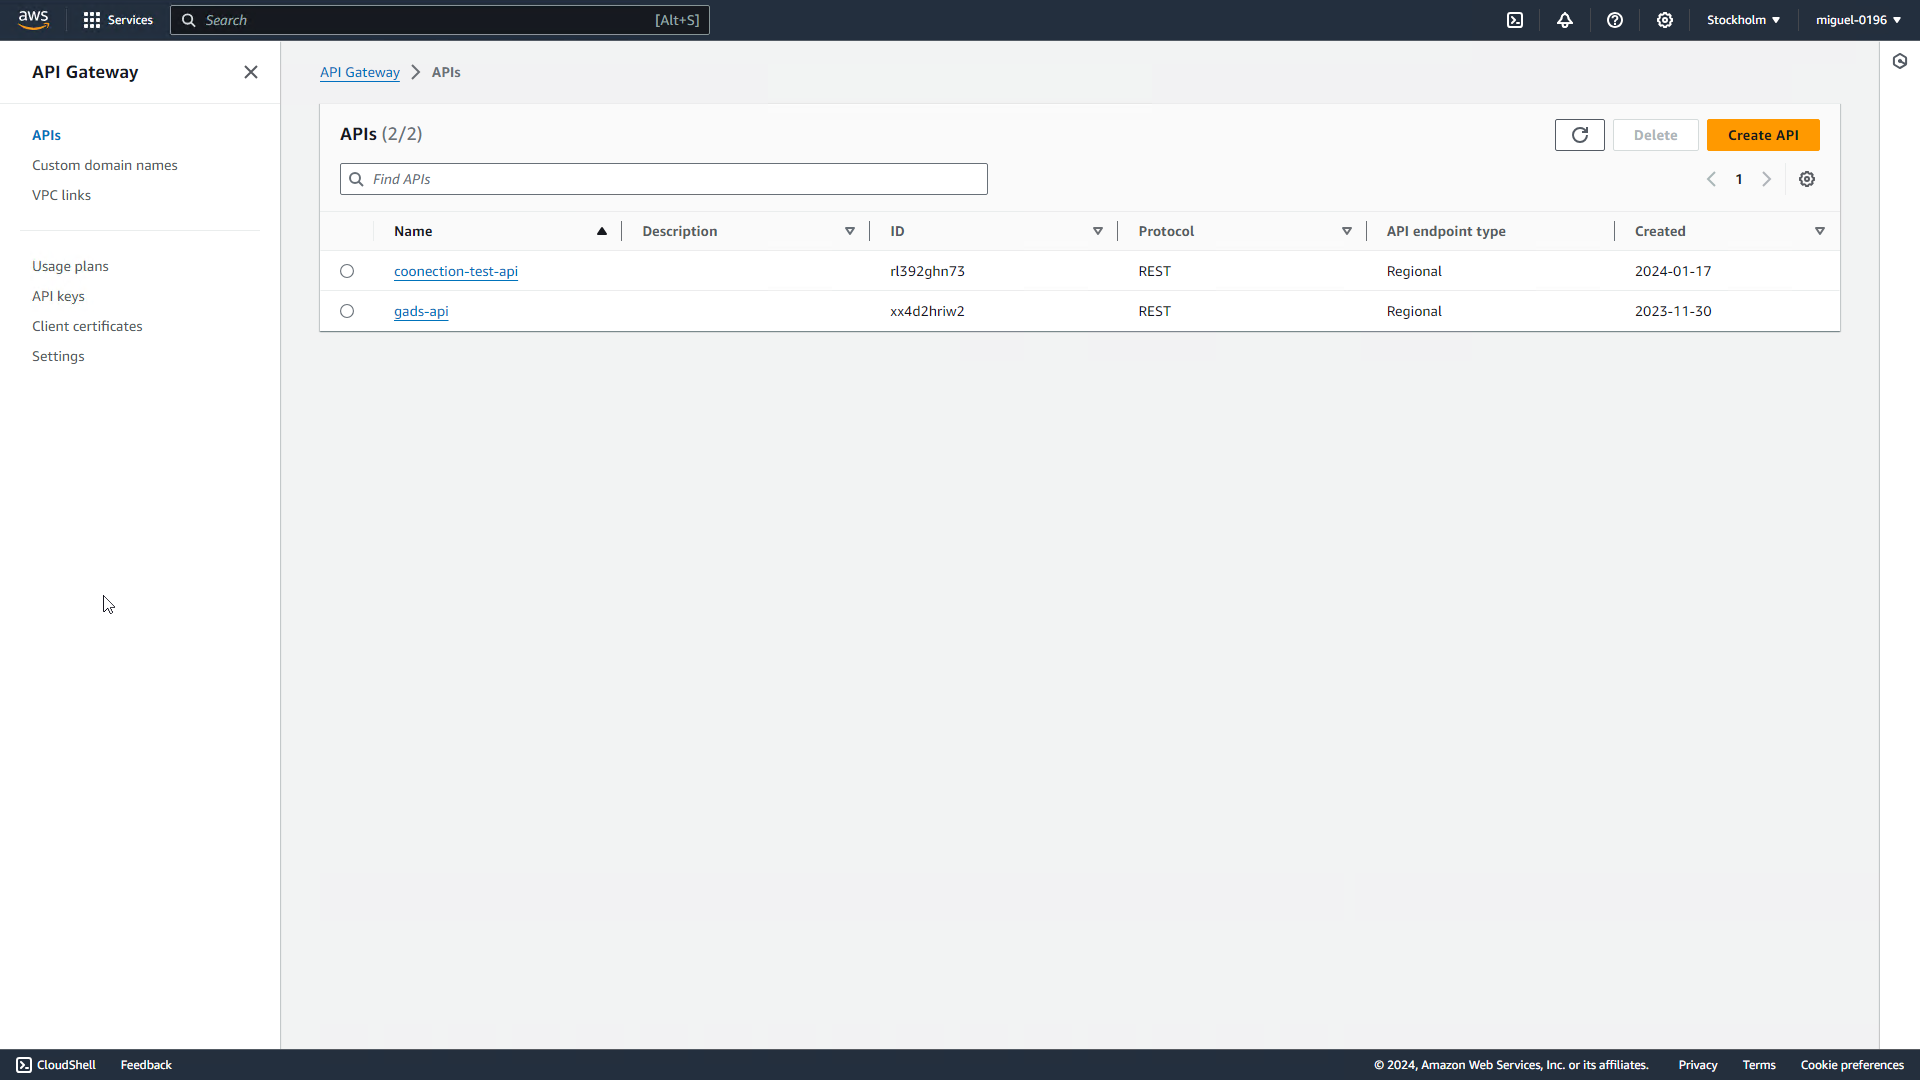 aws Services Search [Alt+S] Stockholm miguel-0196
API Gateway
APIs
Custom domain names
VPC links
Usage plans
API keys
Client certificates
Settings
API Gateway APIs
APIs (2/2)
Delete Create API
Find APIs
1
Name Description ID Protocol API endpoint type Created
coonection-test-api rl392ghn73 REST Regional 2024-01-17
gads-api xx4d2hriw2 REST Regional 2023-11-30
CloudShell Feedback © 2024, Amazon Web Services, Inc. or its affiliates. Privacy Terms Cookie preferences